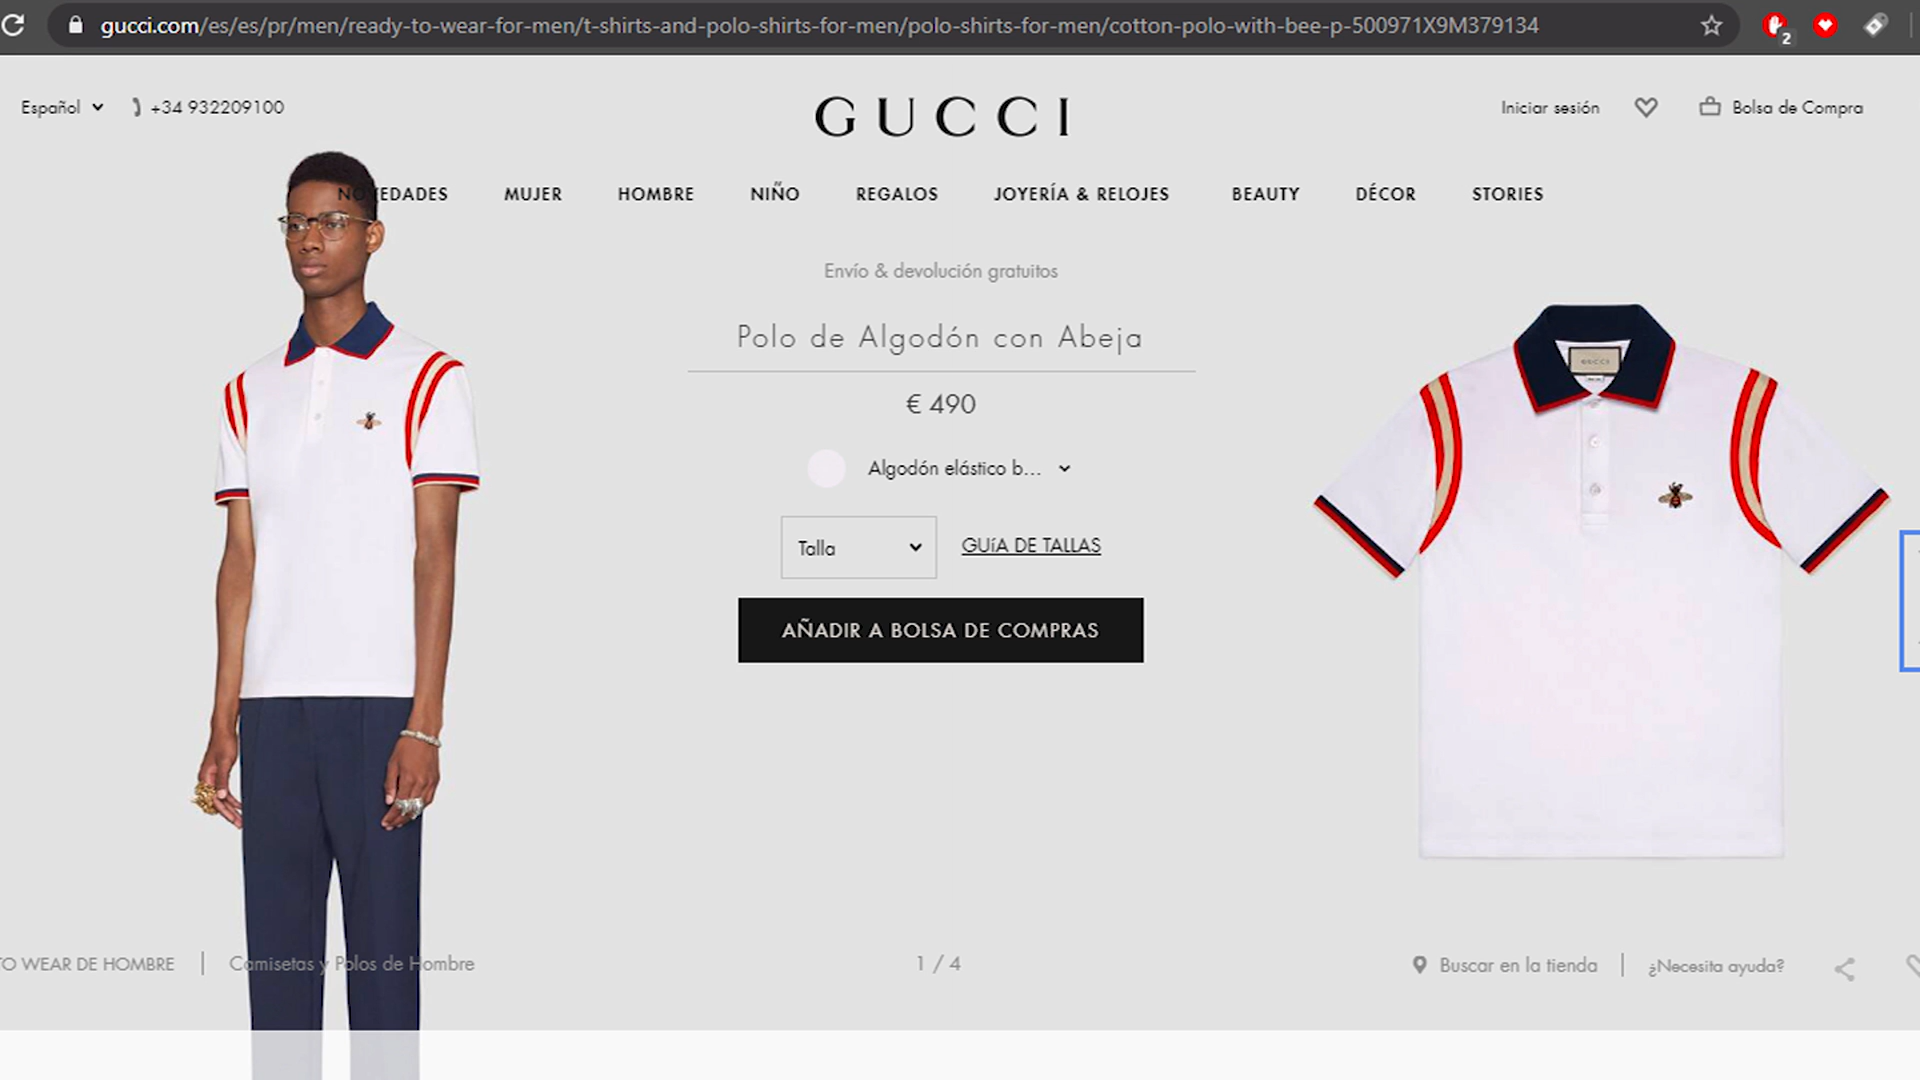 gucci.com/es/es/pr/men/ready-to-wear-for-men/t-shirts-and-polo-shirts-for-men/polo-shirts-for-men/cotton-polo-with-bee-p-500971X9M379134
2
Español
+34 932209100
GUCCI
Iniciar sesión
Bolsa de Compra
NOVEDADES MUJER HOMBRE NIÑO REGALOS JOYERÍA & RELOJES BEAUTY DÉCOR STORIES
Envío & devolución gratuitos
Polo de Algodón con Abeja
€ 490
Algodón elástico b...
Talla
GUíA DE TALLAS
AÑADIR A BOLSA DE COMPRAS
GUCCI
TO WEAR DE HOMBRE | Camisetas y Polos de Hombre
1 / 4
Buscar en la tienda | ¿Necesita ayuda?